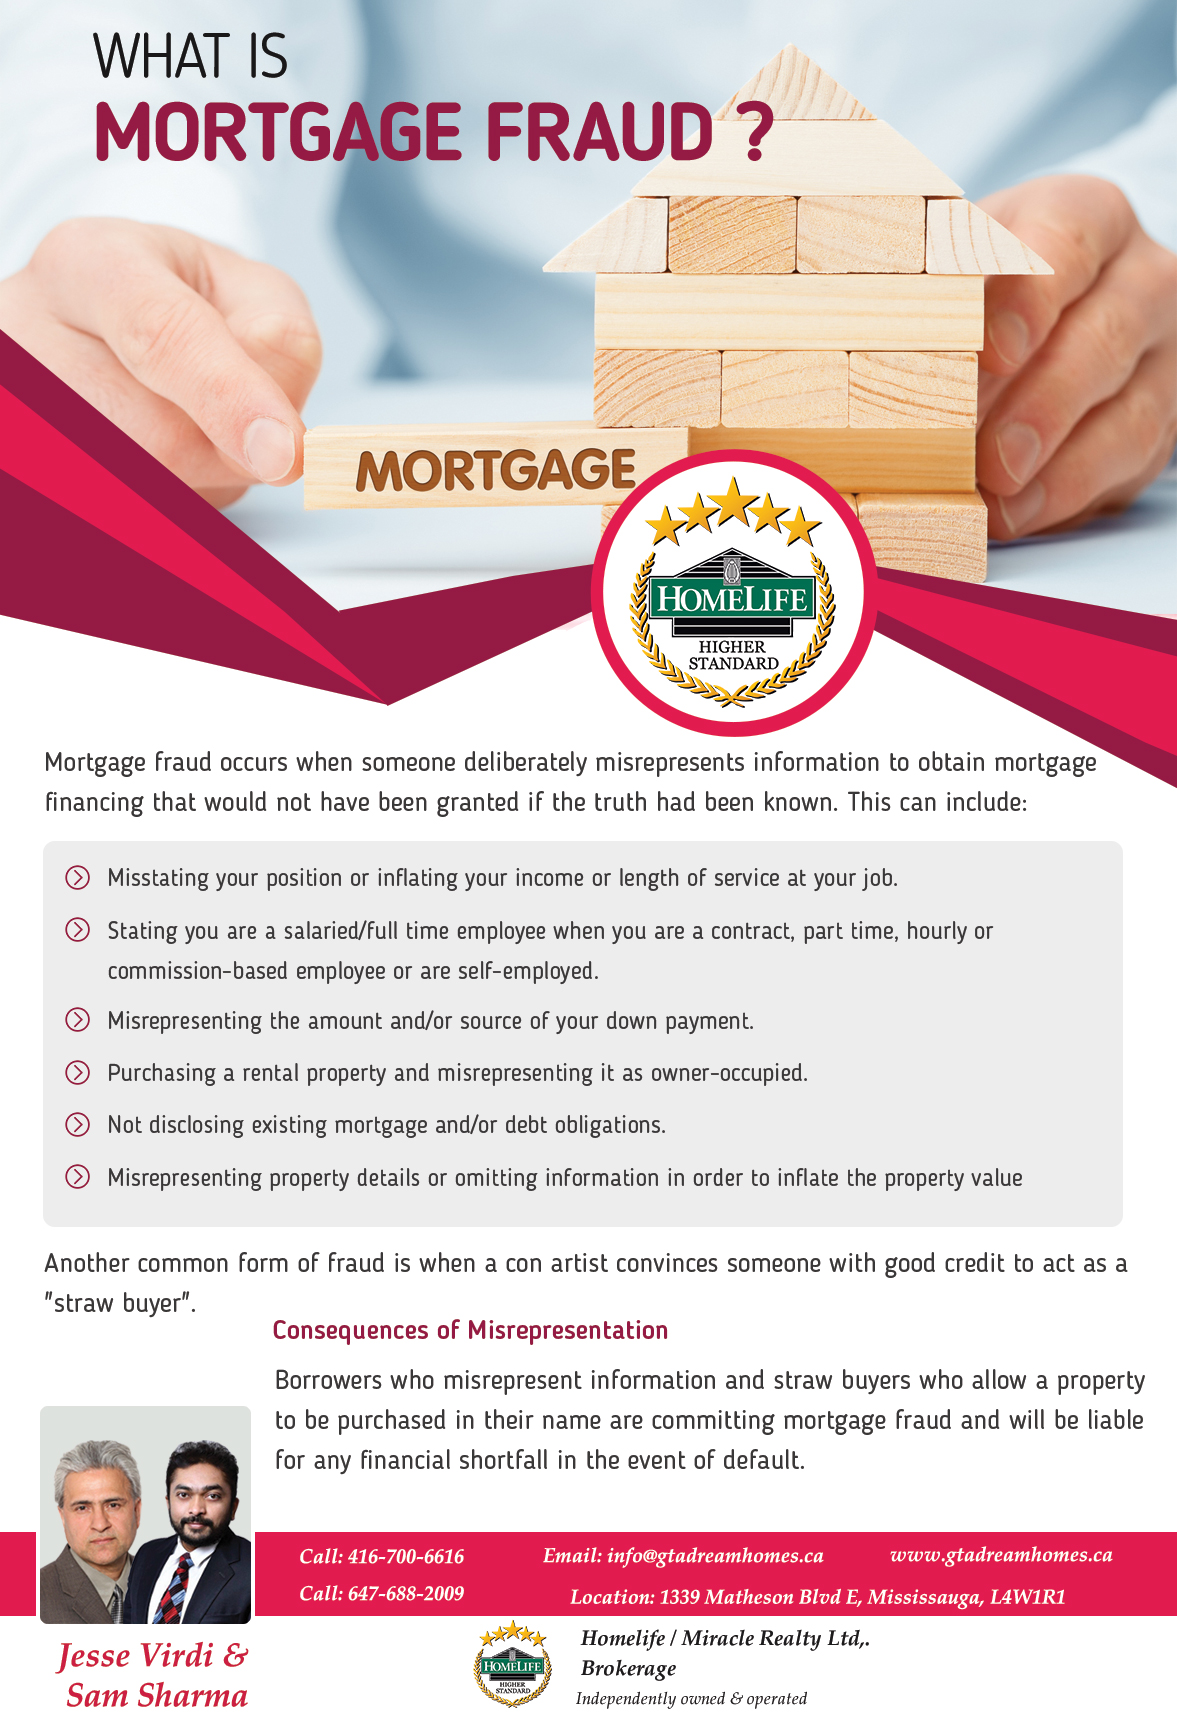 WHAT IS
MORTGAGE FRAUD ?
MORTGAGE
HOMELIFE
HIGHER
STANDARD
Mortgage fraud occurs when someone deliberately misrepresents information to obtain mortgage
financing that would not have been granted if the truth had been known. This can include:
Misstating your position or inflating your income or length of service at your job.
Stating you are a salaried/full time employee when you are a contract, part time, hourly or
commission-based employee or are self-employed.
Misrepresenting the amount and/or source of your down payment.
Purchasing a rental property and misrepresenting it as owner-occupied.
Not disclosing existing mortgage and/or debt obligations.
Misrepresenting property details or omitting information in order to inflate the property value
Another common form of fraud is when a con artist convinces someone with good credit to act as a
"straw buyer".
Consequences of Misrepresentation
Borrowers who misrepresent information and straw buyers who allow a property
to be purchased in their name are committing mortgage fraud and will be liable
for any financial shortfall in the event of default.
Call: 416-700-6616
Call: 647-688-2009
Email: info@gtadreamhomes.ca
www.gtadreamhomes.ca
Location: 1339 Matheson Blvd E, Mississauga, L4W1R1
Jesse Virdi &
Sam Sharma
HOMELIFE
HIGHER
STANDARD
Homelife / Miracle Realty Ltd,.
Brokerage
Independently owned & operated